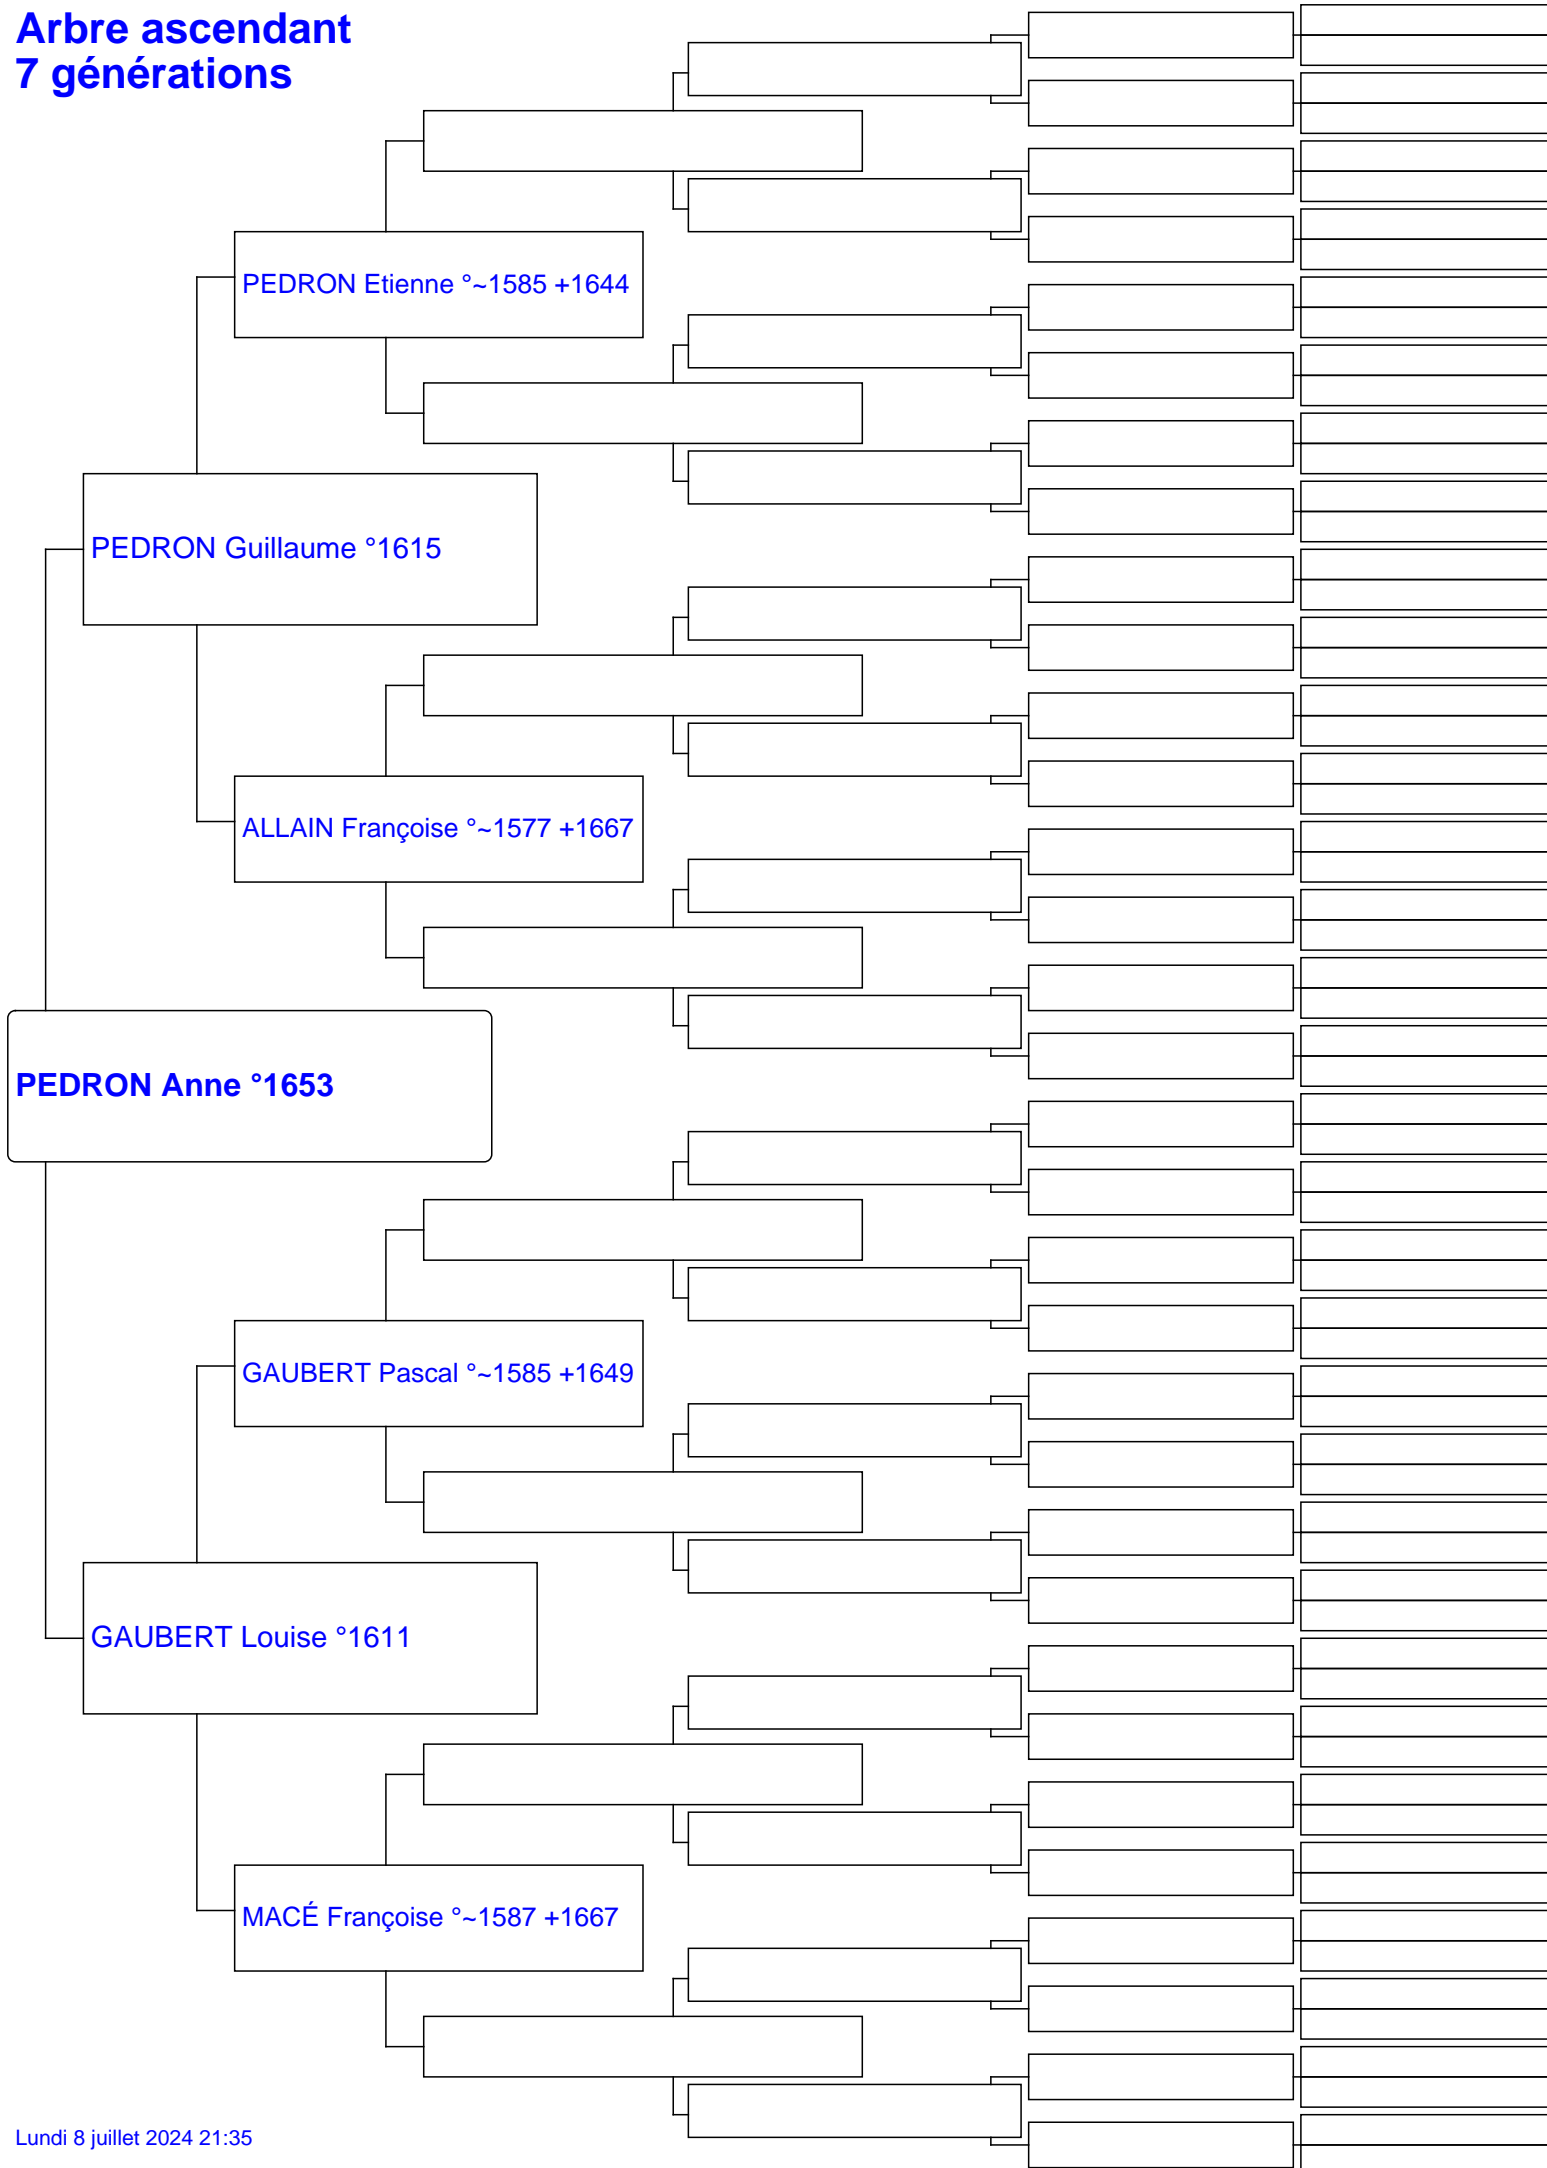 Arbre ascendant
7 générations
PEDRON Etienne °~1585 +1644
PEDRON Guillaume °1615
ALLAIN Françoise °~1577 +1667
PEDRON Anne °1653
GAUBERT Pascal °~1585 +1649
GAUBERT Louise °1611
MACÉ Françoise °~1587 +1667
Lundi 8 juillet 2024 21:35